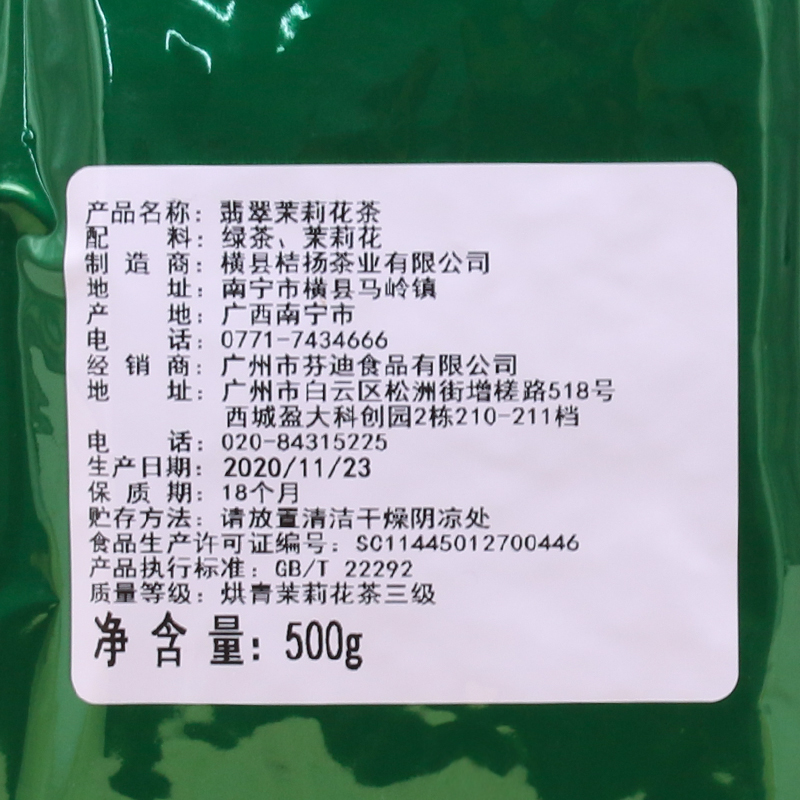 产品名称：翡翠茉莉花茶
配料：绿茶、茉莉花
制造商：横县桔扬茶业有限公司
地址：南宁市横县马岭镇
产地：广西南宁市
电话：0771-7434666
经销商：广州市芬迪食品有限公司
地址：广州市白云区松洲街增槎路518号
西城盈大科创园2栋210-211档
电话：020-84315225
生产日期：2020/11/23
保质期：18个月
贮存方法：请放置清洁干燥阴凉处
食品生产许可证编号：SC11445012700446
产品执行标准：GB/T 22292
质量等级：烘青茉莉花茶三级
净含量：500g